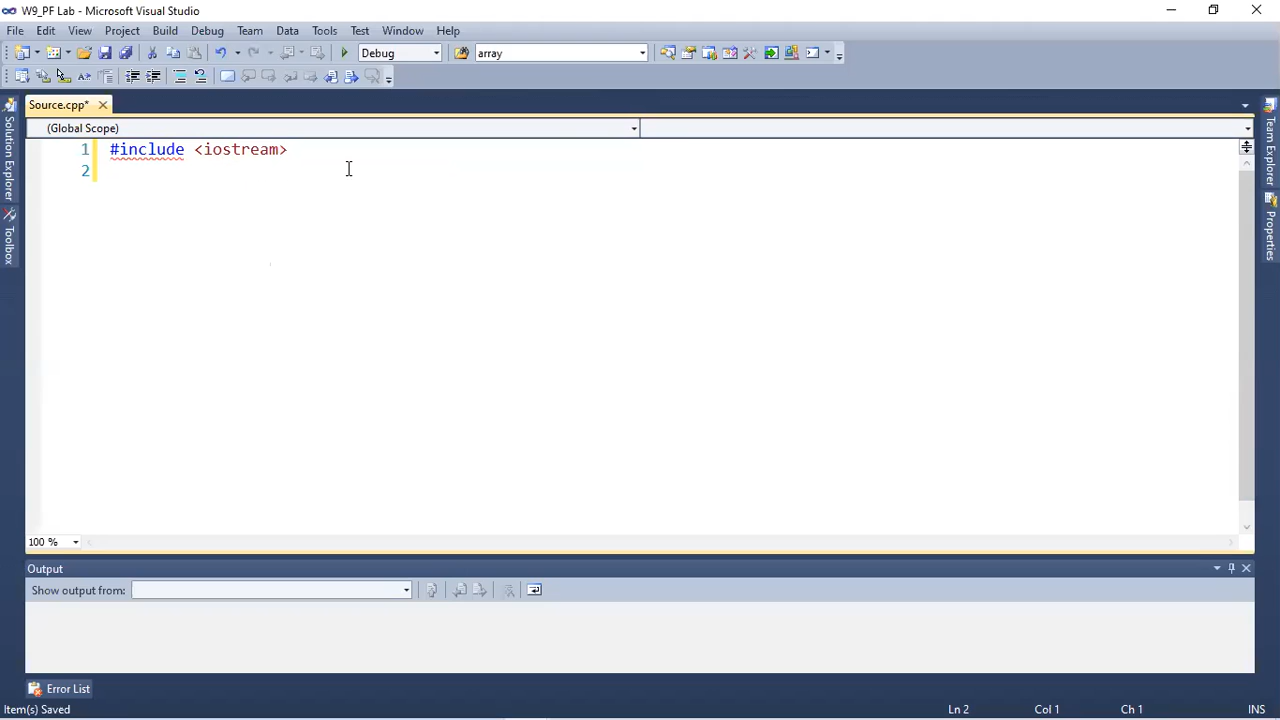 W9_PF Lab - Microsoft Visual Studio
File Edit View Project Build Debug Team Data Tools Test Window Help
Debug array
Source.cpp*
(Global Scope)
1 #include <iostream>
2
Solution Explorer
Toolbox
Team Explorer
Properties
100 %
Output
Show output from:
Error List
Item(s) Saved Ln 2 Col 1 Ch 1 INS